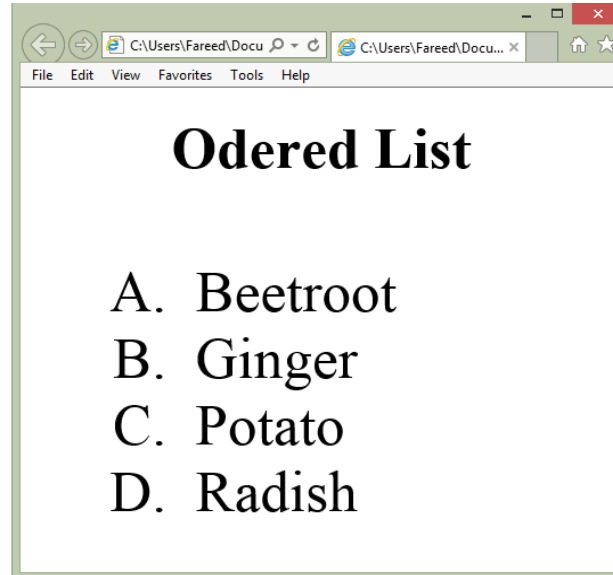 C:\Users\Fareed\Docu
C:\Users\Fareed\Docu...
File Edit View Favorites Tools Help
Odered List
A. Beetroot
B. Ginger
C. Potato
D. Radish